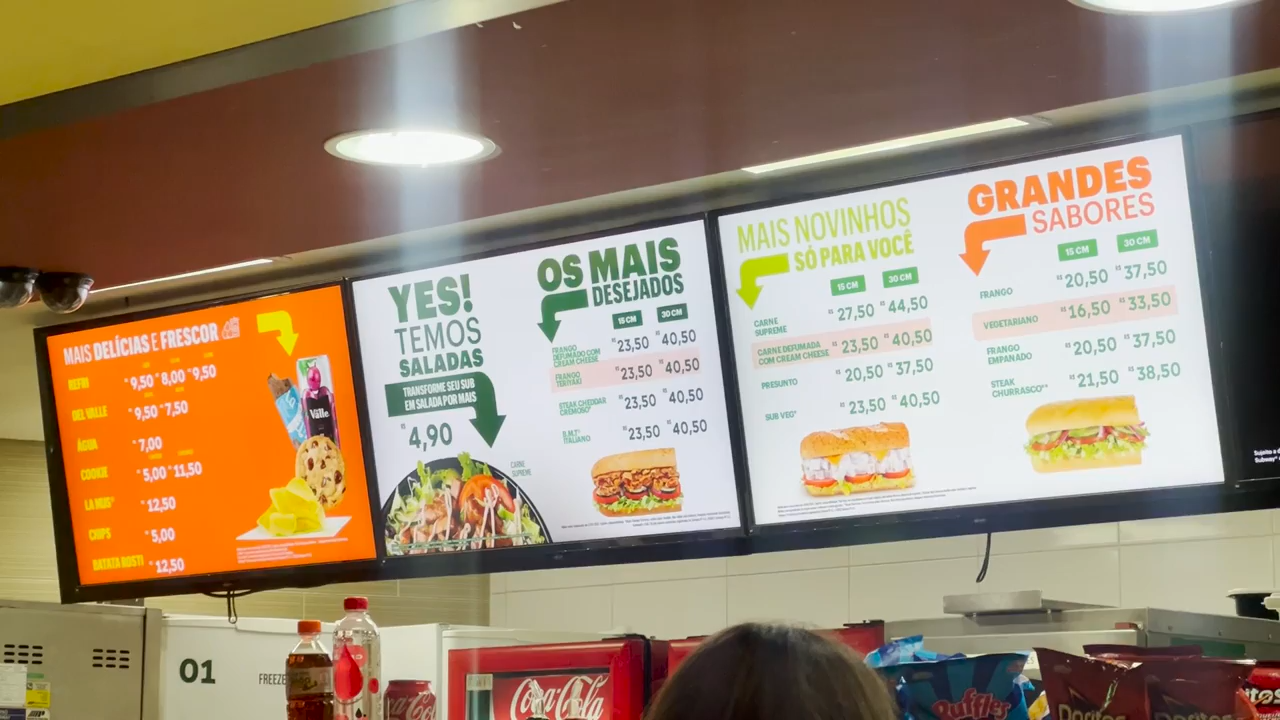 MAIS DELÍCIAS E FRESCOR
REFRI R$ 9,50 R$ 8,00 R$ 9,50
DEL VALLE R$ 9,50 R$ 7,50
ÁGUA R$ 7,00
COOKIE R$ 5,00 R$ 11,50
R$ 12,50
CHIPS R$ 5,00
BATATA ROSTI R$ 12,50
Valle
YES!
TEMOS
SALADAS
TRANSFORME SEU SUB
EM SALADA POR MAIS
R$ 4,90
CARNE
SUPREME
OS MAIS
DESEJADOS
15 CM 30 CM
FRANGO
DEFUMADO COM
CREAM CHEESE R$ 23,50 R$ 40,50
FRANGO
TERIYAKI R$ 23,50 R$ 40,50
STEAK CHEDDAR
CREMOSO R$ 23,50 R$ 40,50
B.M.T.
ITALIANO R$ 23,50 R$ 40,50
MAIS NOVINHOS
SÓ PARA VOCÊ
15 CM 30 CM
CARNE
SUPREME R$ 27,50 R$ 44,50
CARNE DEFUMADA
COM CREAM CHEESE R$ 23,50 R$ 40,50
PRESUNTO R$ 20,50 R$ 37,50
SUB VEG R$ 23,50 R$ 40,50
GRANDES
SABORES
15 CM 30 CM
FRANGO R$ 20,50 R$ 37,50
VEGETARIANO R$ 16,50 R$ 33,50
FRANGO
EMPANADO R$ 20,50 R$ 37,50
STEAK
CHURRASCO** R$ 21,50 R$ 38,50
Sujeito a d
Subway®
01
FREEZE
Coca-Cola
Ruffles
Doritos